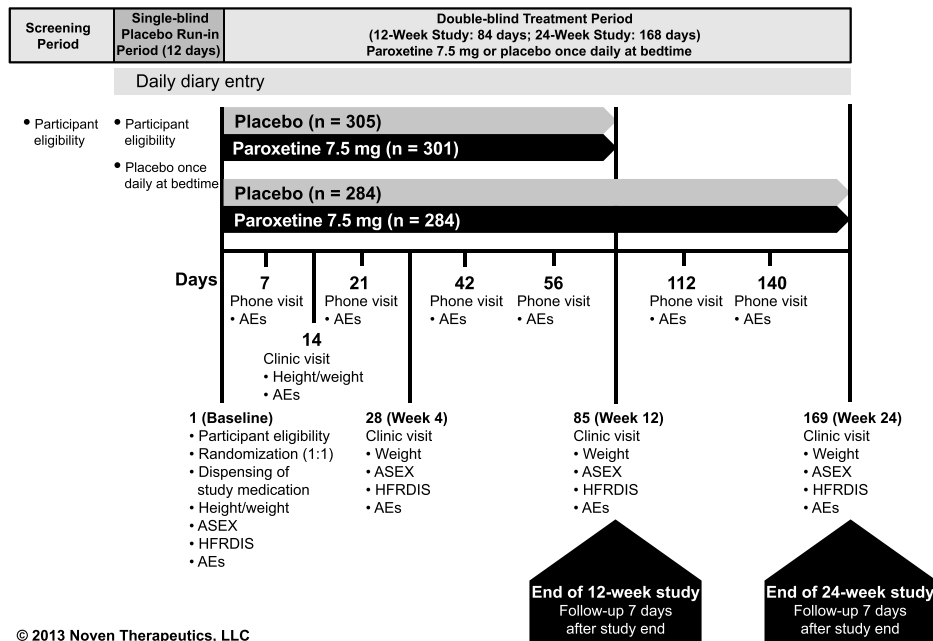 Screening
Period
Single-blind
Placebo Run-in
Period (12 days)
Double-blind Treatment Period
(12-Week Study: 84 days; 24-Week Study: 168 days)
Paroxetine 7.5 mg or placebo once daily at bedtime
Daily diary entry
• Participant
eligibility
• Participant
eligibility
• Placebo once
daily at bedtime
Placebo (n = 305)
Paroxetine 7.5 mg (n = 301)
Placebo (n = 284)
Paroxetine 7.5 mg (n = 284)
Days
7
Phone visit
• AEs
21
Phone visit
• AEs
42
Phone visit
• AEs
56
Phone visit
• AEs
112
Phone visit
• AEs
140
Phone visit
• AEs
14
Clinic visit
• Height/weight
• AEs
1 (Baseline)
• Participant eligibility
• Randomization (1:1)
• Dispensing of
study medication
• Height/weight
• ASEX
• HFRDIS
• AEs
28 (Week 4)
Clinic visit
• Weight
• ASEX
• HFRDIS
• AEs
85 (Week 12)
Clinic visit
• Weight
• ASEX
• HFRDIS
• AEs
169 (Week 24)
Clinic visit
• Weight
• ASEX
• HFRDIS
• AEs
End of 12-week study
Follow-up 7 days
after study end
End of 24-week study
Follow-up 7 days
after study end
© 2013 Noven Therapeutics, LLC